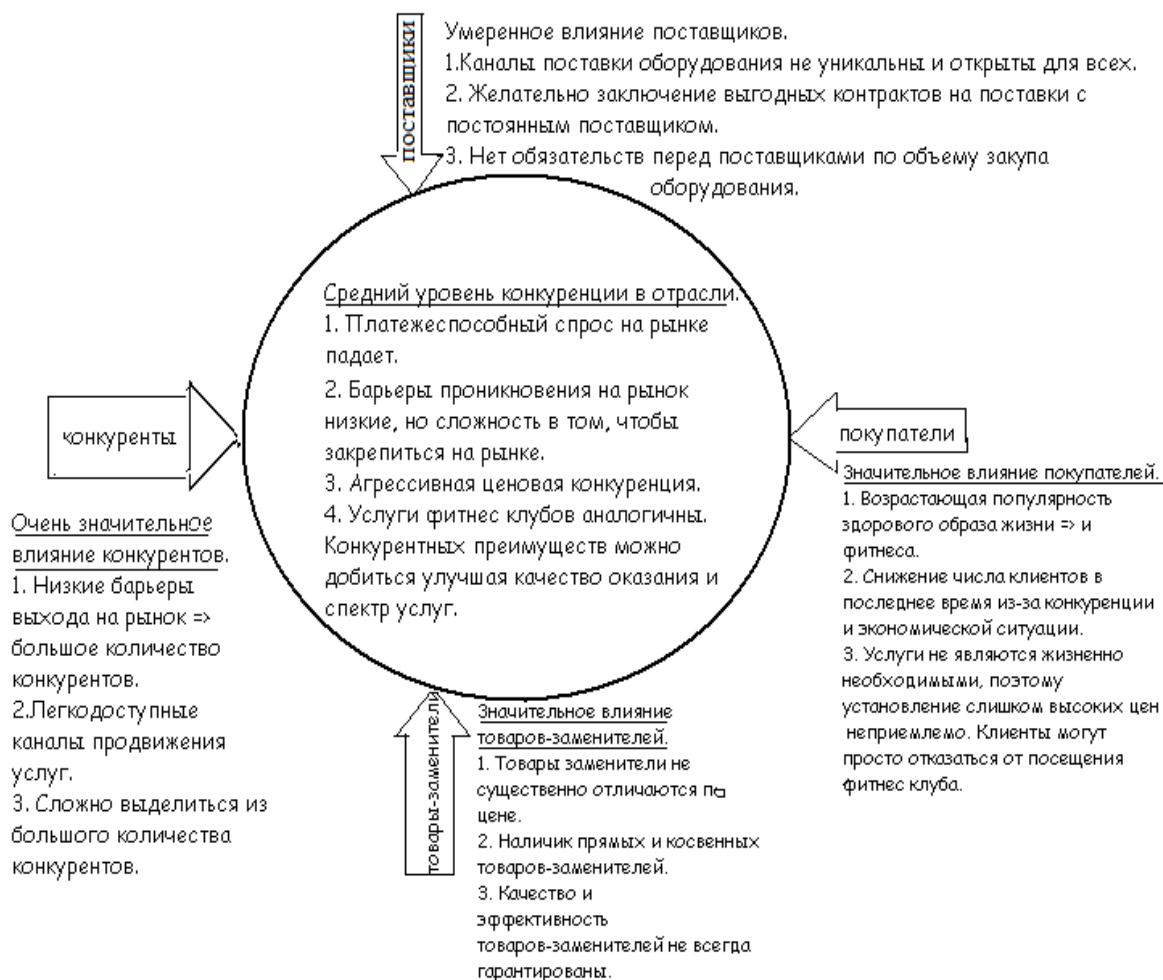 поставщики
Умеренное влияние поставщиков.
1.Каналы поставки оборудования не уникальны и открыты для всех.
2. Желательно заключение выгодных контрактов на поставки с
постоянным поставщиком.
3. Нет обязательств перед поставщиками по объему закупа
оборудования.
Средний уровень конкуренции в отрасли.
1. Платежеспособный спрос на рынке
падает.
2. Барьеры проникновения на рынок
низкие, но сложность в том, чтобы
закрепиться на рынке.
3. Агрессивная ценовая конкуренция.
4. Услуги фитнес клубов аналогичны.
Конкурентных преимуществ можно
добиться улучшая качество оказания и
спектр услуг.
конкуренты
Очень значительное
влияние конкурентов.
1. Низкие барьеры
выхода на рынок =>
большое количество
конкурентов.
2.Легкодоступные
каналы продвижения
услуг.
3. Сложно выделиться из
большого количества
конкурентов.
покупатели
Значительное влияние покупателей.
1. Возрастающая популярность
здорового образа жизни => и
фитнеса.
2. Снижение числа клиентов в
последнее время из-за конкуренции
и экономической ситуации.
3. Услуги не являются жизненно
необходимыми, поэтому
установление слишком высоких цен
неприемлемо. Клиенты могут
просто отказаться от посещения
фитнес клуба.
товары-заменители
Значительное влияние
товаров-заменителей.
1. Товары заменители не
существенно отличаются по
цене.
2. Наличик прямых и косвенных
товаров-заменителей.
3. Качество и
эффективность
товаров-заменителей не всегда
гарантированы.